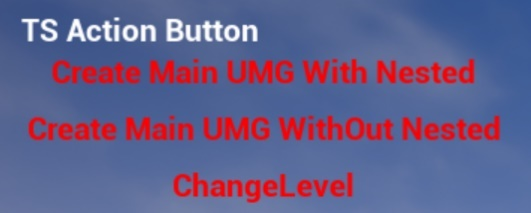 TS Action Button
Create Main UMG With Nested
Create Main UMG WithOut Nested
ChangeLevel